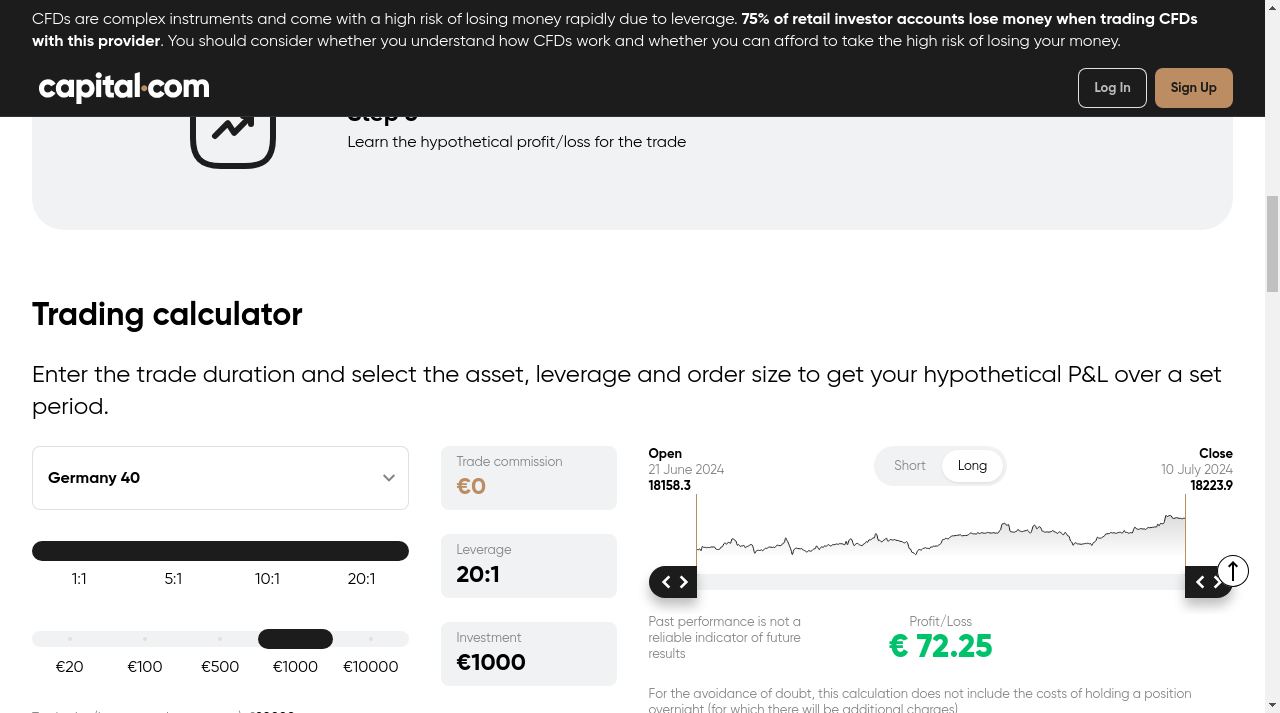 CFDs are complex instruments and come with a high risk of losing money rapidly due to leverage. 75% of retail investor accounts lose money when trading CFDs
with this provider. You should consider whether you understand how CFDs work and whether you can afford to take the high risk of losing your money.
capital.com
Log In
Sign Up
Learn the hypothetical profit/loss for the trade
Trading calculator
Enter the trade duration and select the asset, leverage and order size to get your hypothetical P&L over a set
period.
Germany 40
1:1 5:1 10:1 20:1
€20 €100 €500 €1000 €10000
Trade commission
€0
Leverage
20:1
Investment
€1000
Open
21 June 2024
18158.3
Short Long
Close
10 July 2024
18223.9
Past performance is not a
reliable indicator of future
results
Profit/Loss
€ 72.25
For the avoidance of doubt, this calculation does not include the costs of holding a position
overnight (for which there will be additional charges)